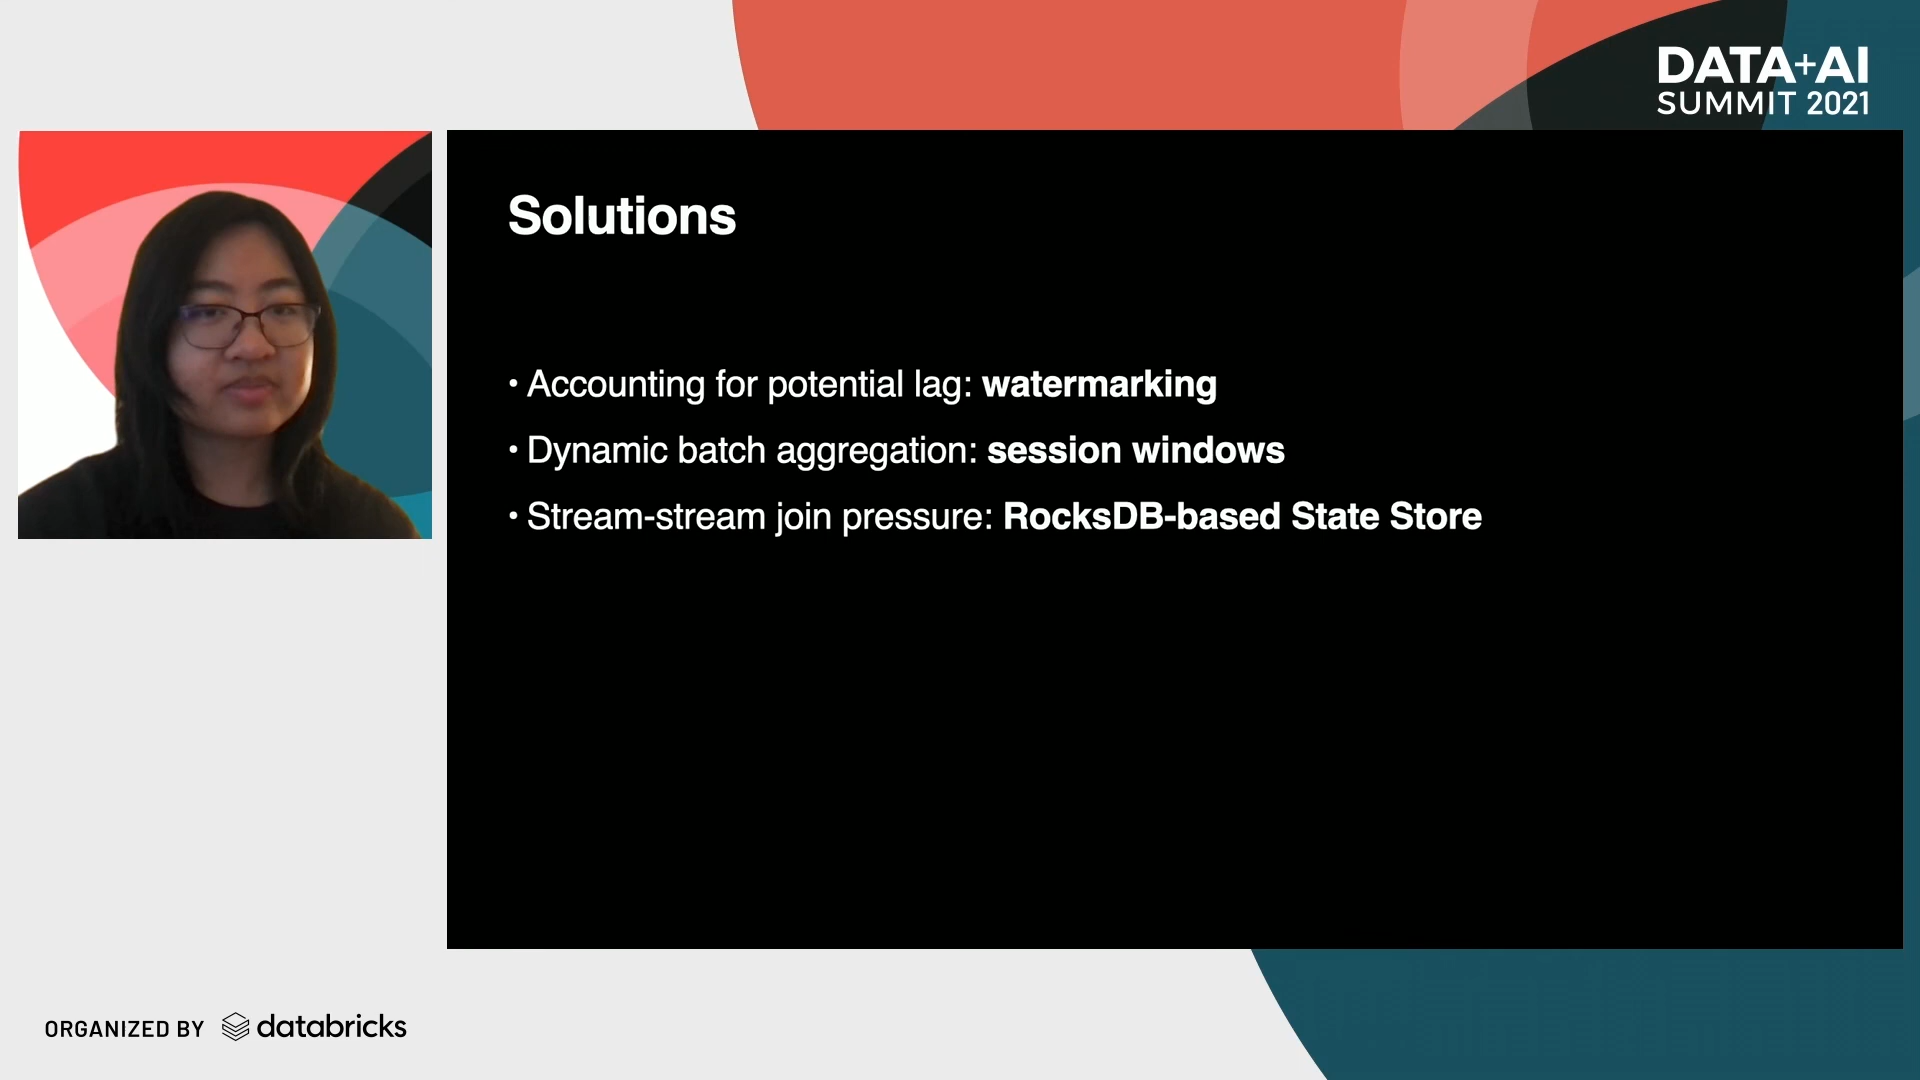 DATA+AI
SUMMIT 2021
Solutions
• Accounting for potential lag: watermarking
• Dynamic batch aggregation: session windows
• Stream-stream join pressure: RocksDB-based State Store
ORGANIZED BY databricks